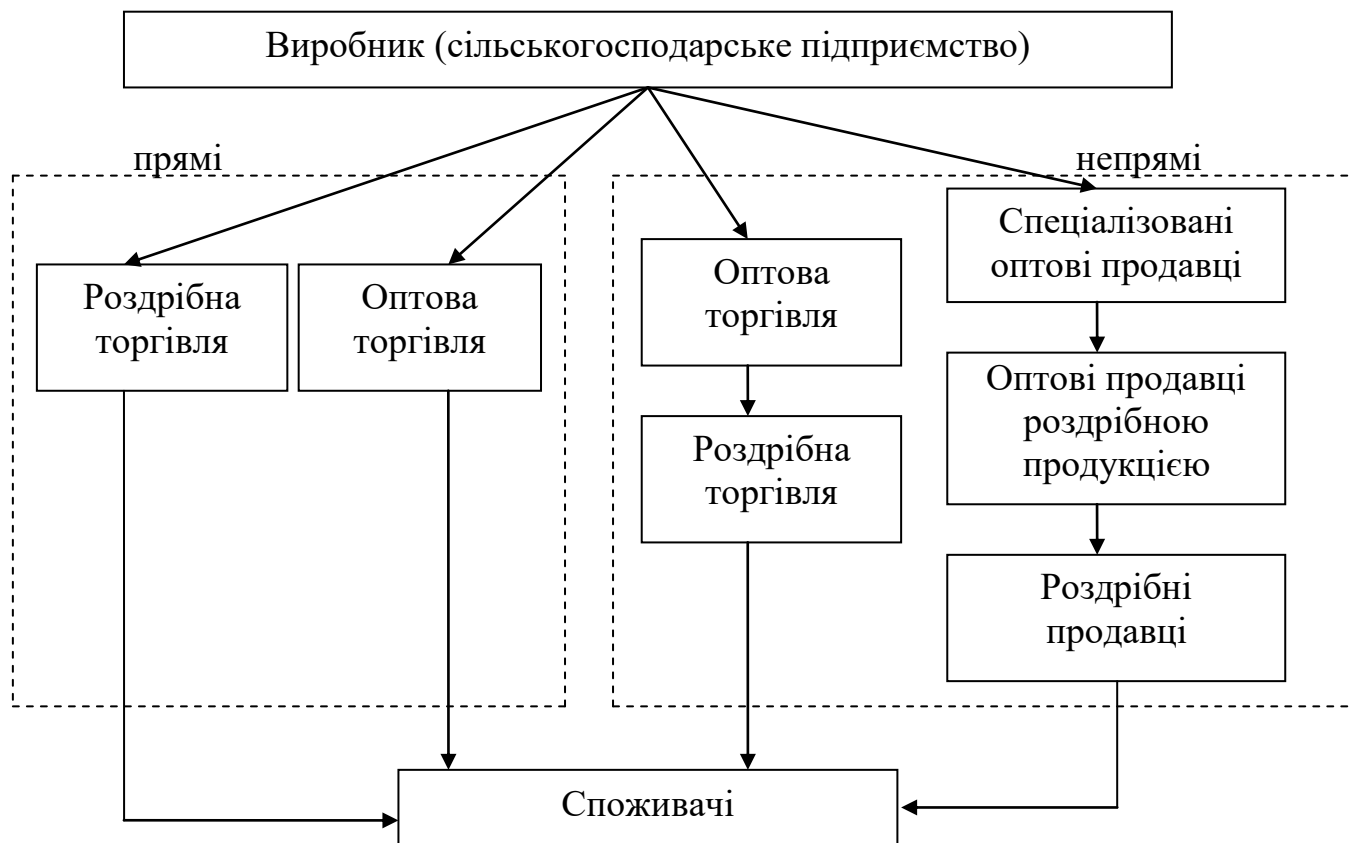 Виробник (сільськогосподарське підприємство)
прямі
непрямі
Роздрібна
торгівля
Оптова
торгівля
Оптова
торгівля
Роздрібна
торгівля
Спеціалізовані
оптові продавці
Оптові продавці
роздрібною
продукцією
Роздрібні
продавці
Споживачі